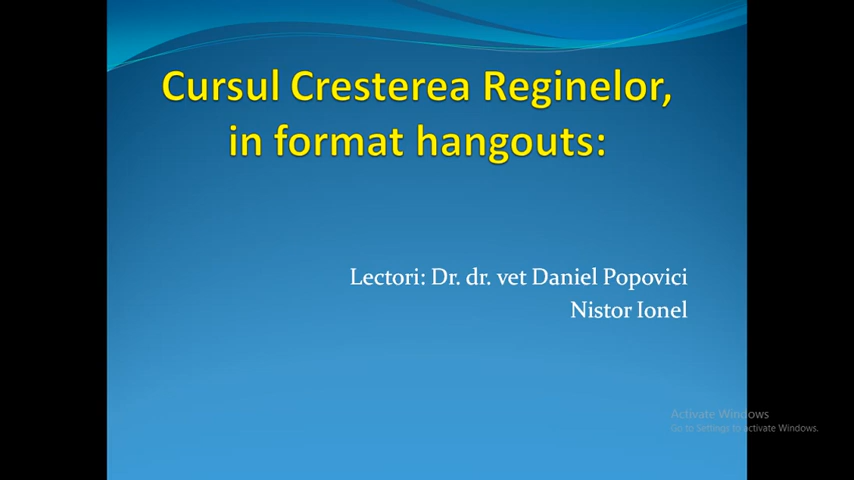 Cursul Cresterea Reginelor,
in format hangouts:
Lectori: Dr. dr. vet Daniel Popovici
Nistor Ionel
Activate Windows
Go to Settings to activate Windows.